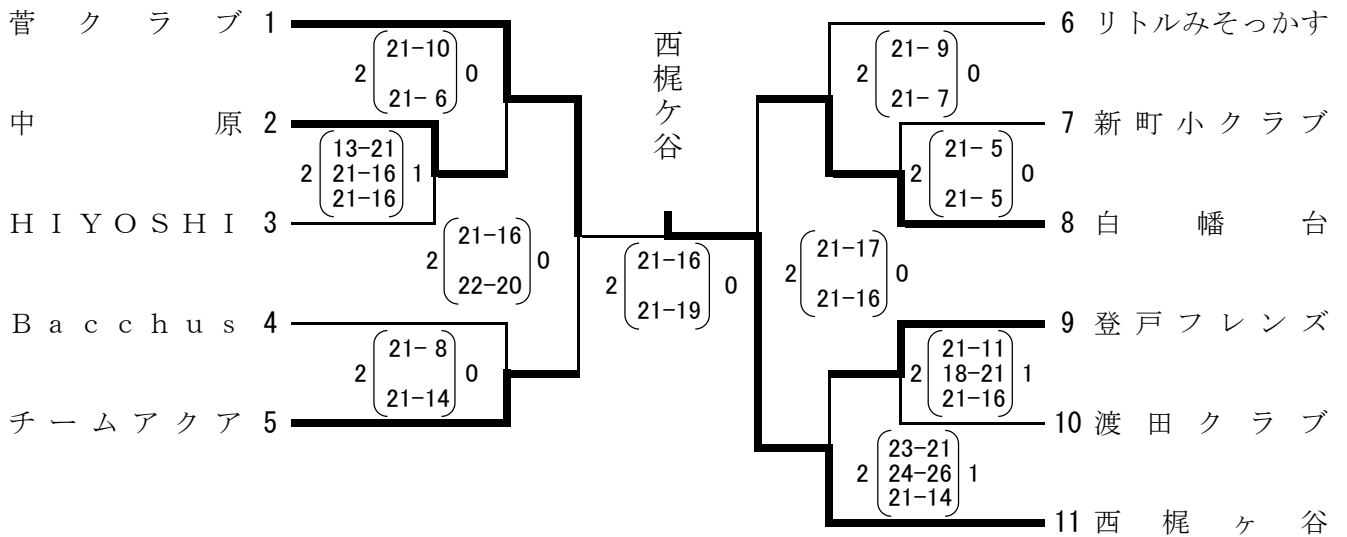 菅クラブ 1
21-10
2 0
21- 6
中原 2
13-21
2 21-16 1
21-16
HIYOSHI 3
21-16
2 0
22-20
Bacchus 4
21- 8
2 0
21-14
チームアクア 5
西梶ケ谷
21-16
2 0
21-19
6 リトルみそっかす
21- 9
2 0
21- 7
7 新町小クラブ
21- 5
2 0
21- 5
8 白幡台
21-17
2 0
21-16
9 登戸フレンズ
21-11
2 18-21 1
21-16
10 渡田クラブ
23-21
2 24-26 1
21-14
11 西梶ヶ谷